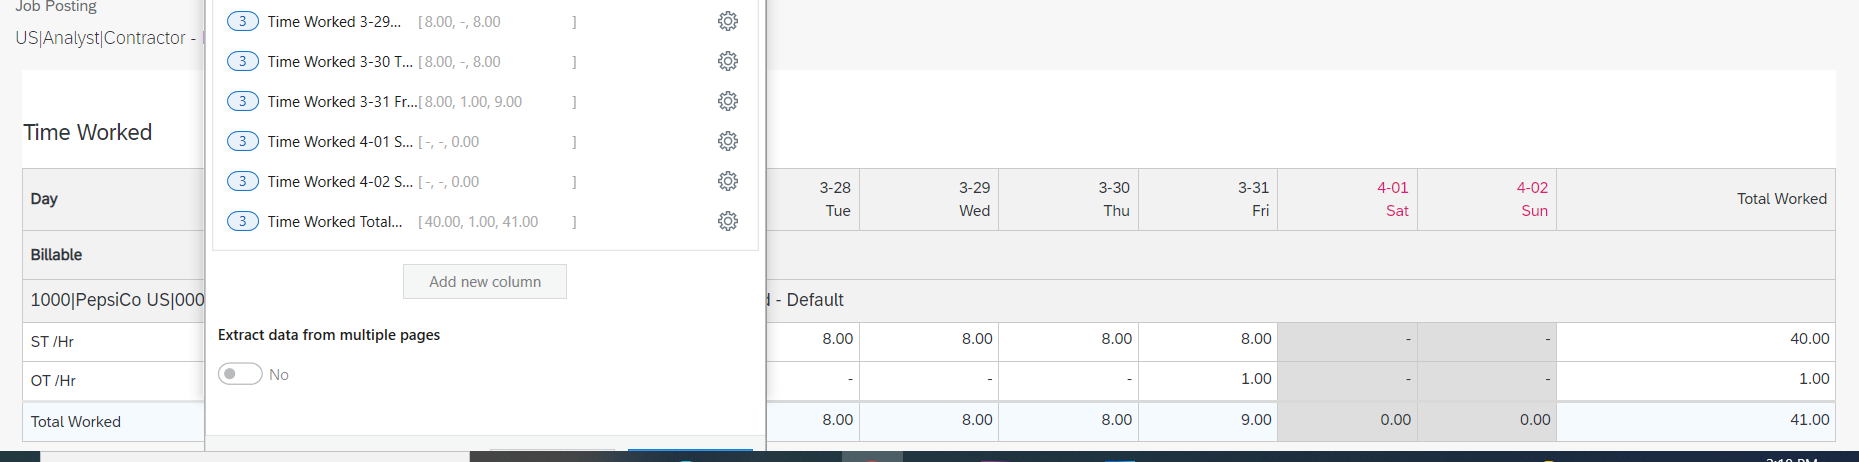 Job Posting
US|Analyst|Contractor -
3 Time Worked 3-29... [ 8.00, -, 8.00 ]
3 Time Worked 3-30 T... [ 8.00, -, 8.00 ]
3 Time Worked 3-31 Fr... [ 8.00, 1.00, 9.00 ]
3 Time Worked 4-01 S... [ -, -, 0.00 ]
3 Time Worked 4-02 S... [ -, -, 0.00 ]
3 Time Worked Total... [ 40.00, 1.00, 41.00 ]
Add new column
Extract data from multiple pages
No
Time Worked
Day 3-28 Tue 3-29 Wed 3-30 Thu 3-31 Fri 4-01 Sat 4-02 Sun Total Worked
Billable
1000|PepsiCo US|000 - Default
ST /Hr 8.00 8.00 8.00 8.00 - - 40.00
OT /Hr - - - 1.00 - - 1.00
Total Worked 8.00 8.00 8.00 9.00 0.00 0.00 41.00